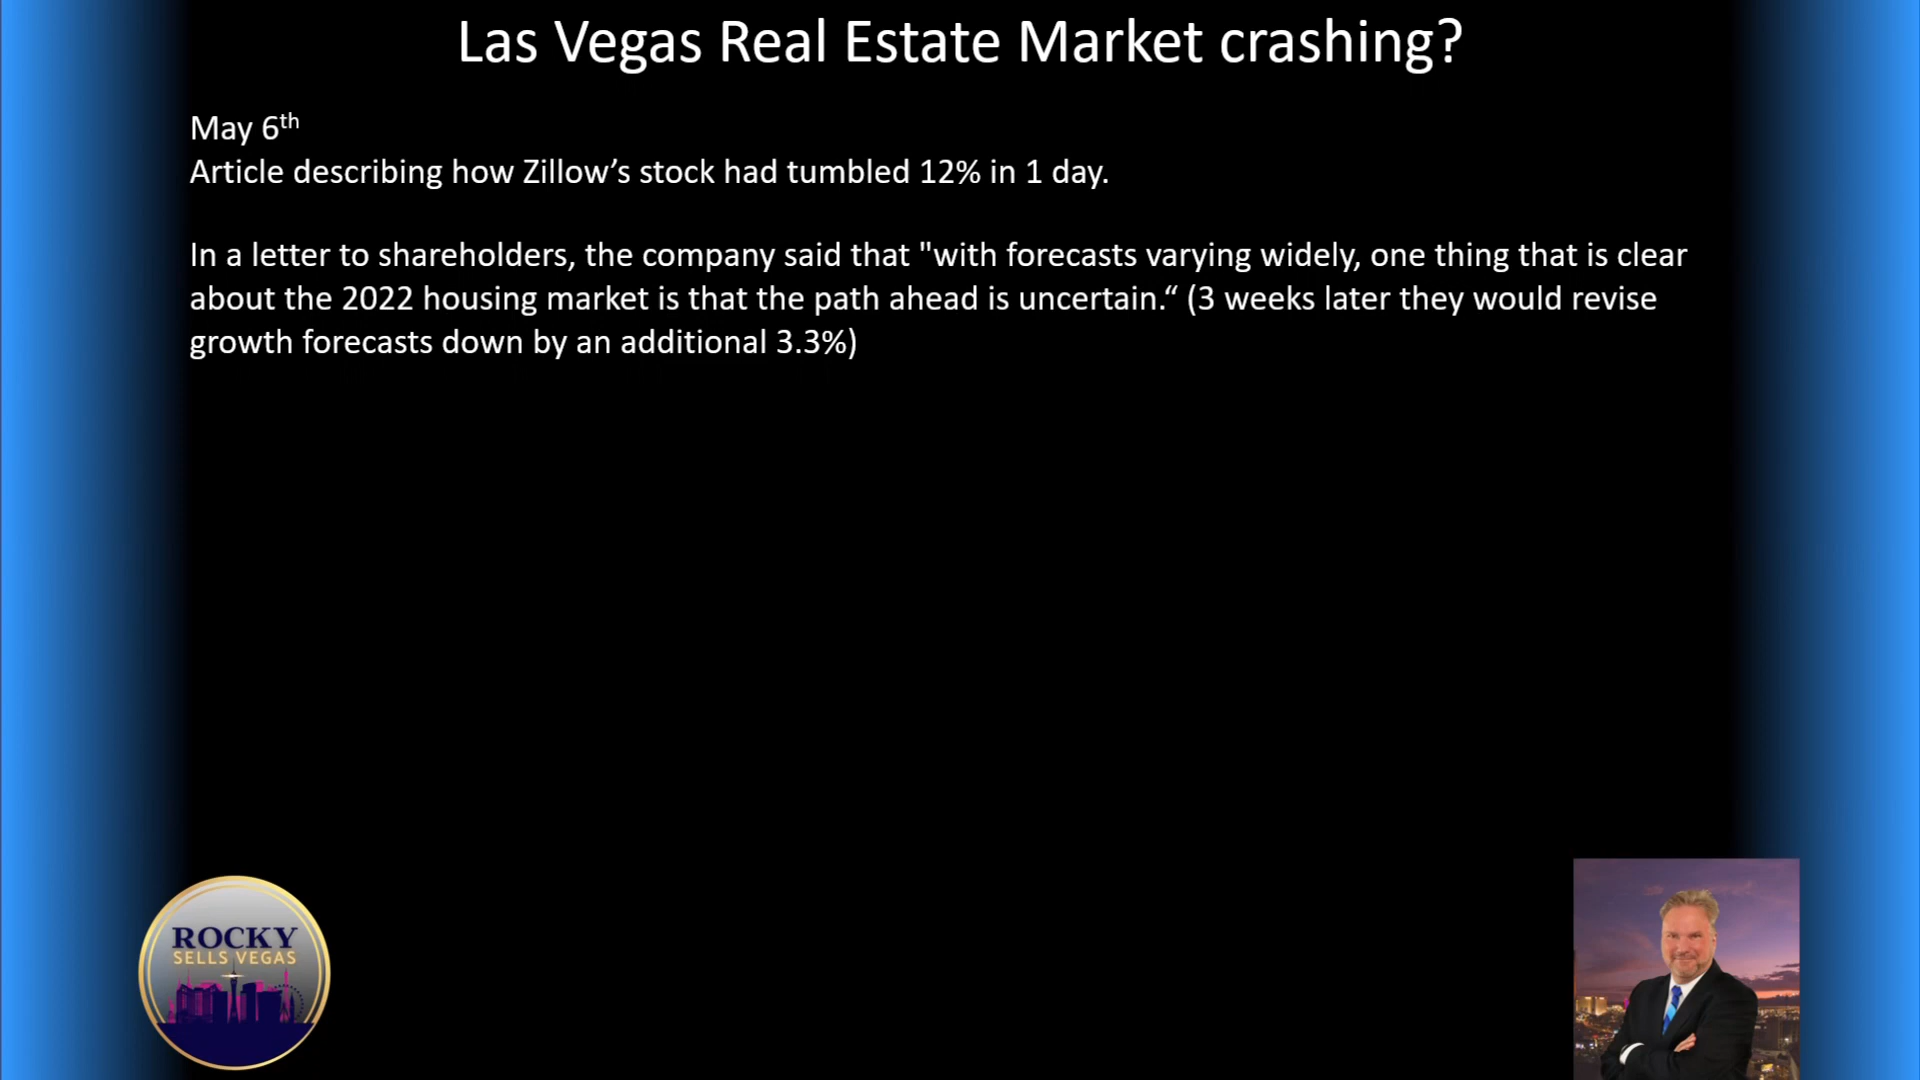 Las Vegas Real Estate Market crashing?
May 6th
Article describing how Zillow’s stock had tumbled 12% in 1 day.
In a letter to shareholders, the company said that "with forecasts varying widely, one thing that is clear
about the 2022 housing market is that the path ahead is uncertain.“ (3 weeks later they would revise
growth forecasts down by an additional 3.3%)
ROCKY
SELLS VEGAS